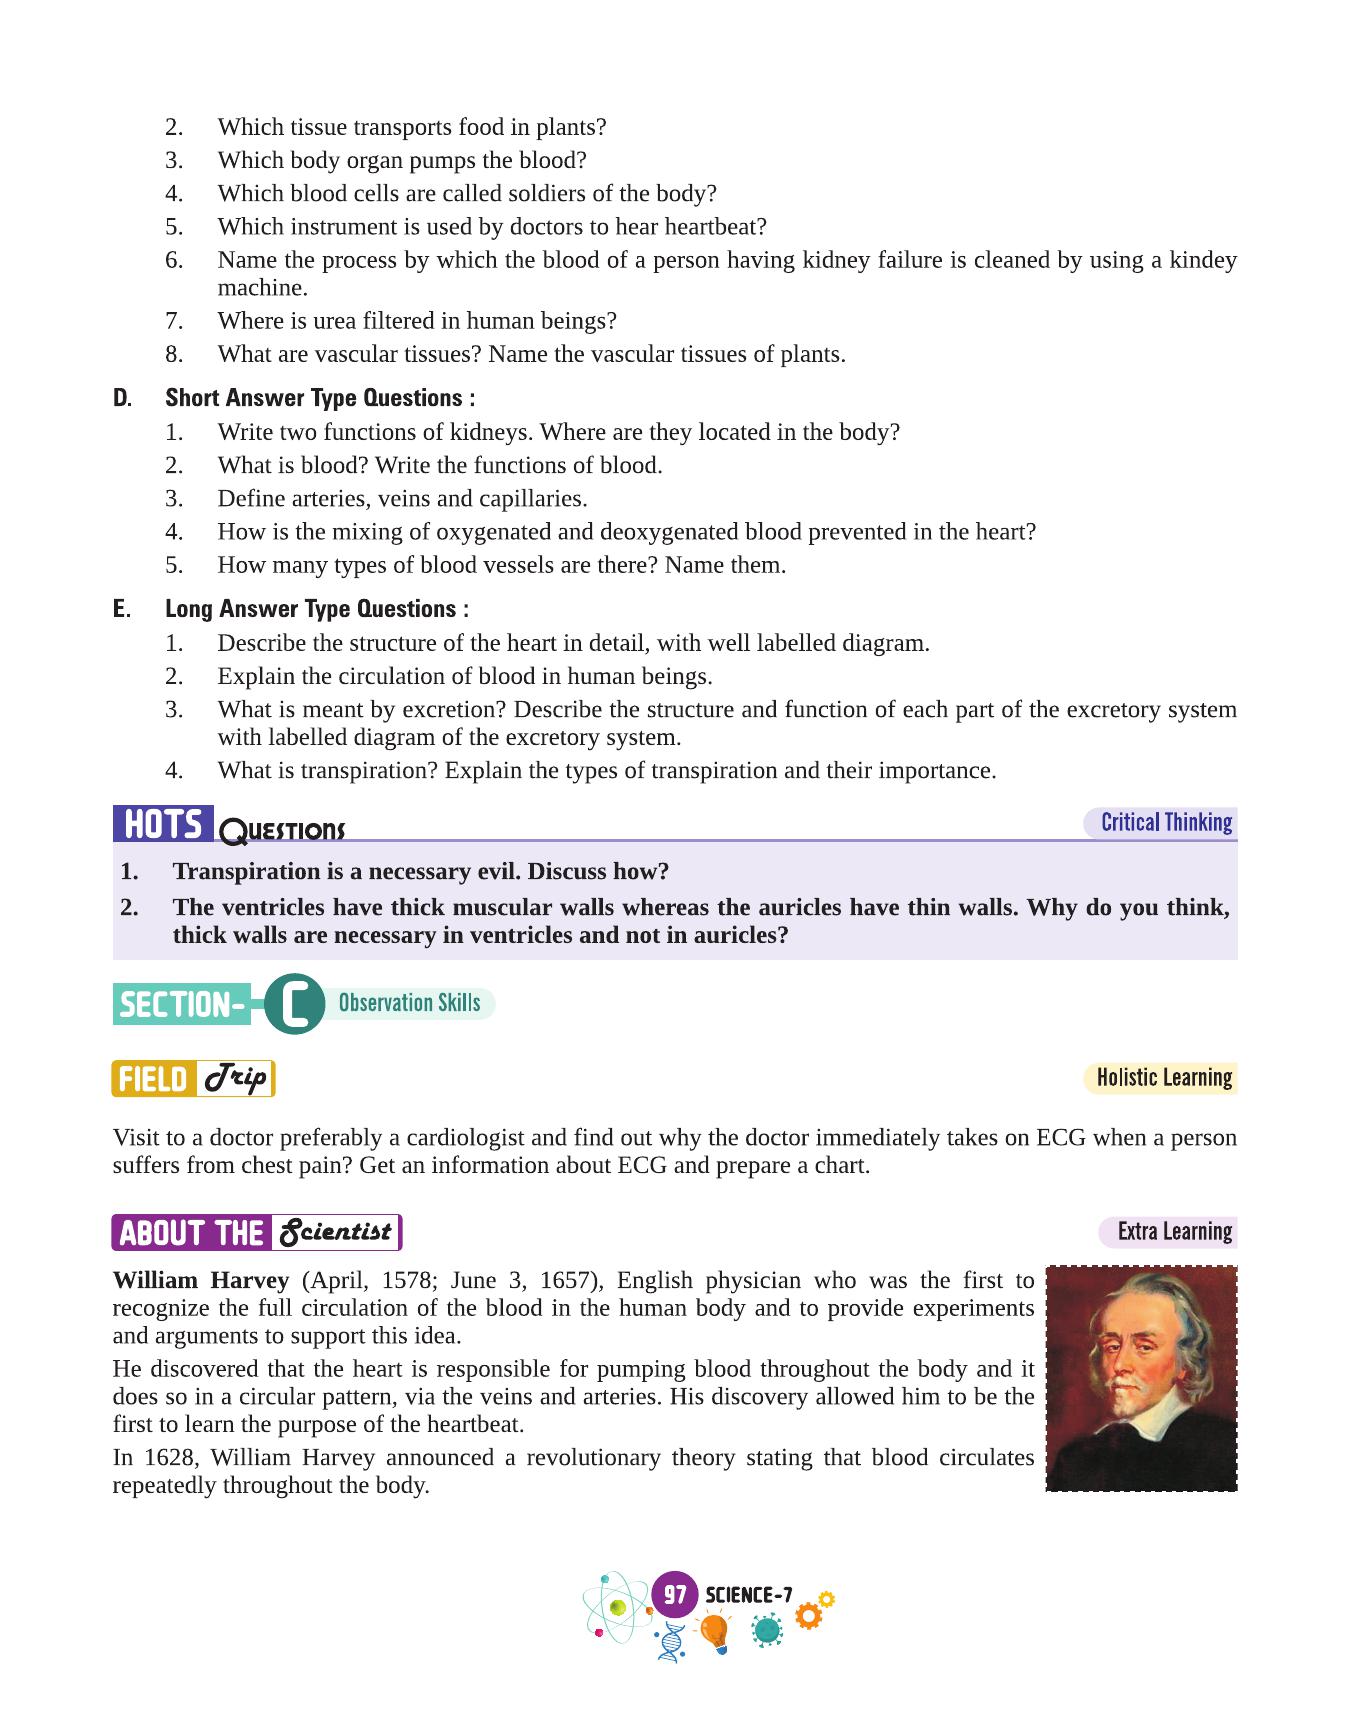 2. Which tissue transports food in plants?
3. Which body organ pumps the blood?
4. Which blood cells are called soldiers of the body?
5. Which instrument is used by doctors to hear heartbeat?
6. Name the process by which the blood of a person having kidney failure is cleaned by using a kindey
machine.
7. Where is urea filtered in human beings?
8. What are vascular tissues? Name the vascular tissues of plants.
D. Short Answer Type Questions :
1. Write two functions of kidneys. Where are they located in the body?
2. What is blood? Write the functions of blood.
3. Define arteries, veins and capillaries.
4. How is the mixing of oxygenated and deoxygenated blood prevented in the heart?
5. How many types of blood vessels are there? Name them.
E. Long Answer Type Questions :
1. Describe the structure of the heart in detail, with well labelled diagram.
2. Explain the circulation of blood in human beings.
3. What is meant by excretion? Describe the structure and function of each part of the excretory system
with labelled diagram of the excretory system.
4. What is transpiration? Explain the types of transpiration and their importance.
HOTS Questions Critical Thinking
1. Transpiration is a necessary evil. Discuss how?
2. The ventricles have thick muscular walls whereas the auricles have thin walls. Why do you think,
thick walls are necessary in ventricles and not in auricles?
SECTION- C Observation Skills
FIELD Trip Holistic Learning
Visit to a doctor preferably a cardiologist and find out why the doctor immediately takes on ECG when a person
suffers from chest pain? Get an information about ECG and prepare a chart.
ABOUT THE Scientist Extra Learning
William Harvey (April, 1578; June 3, 1657), English physician who was the first to
recognize the full circulation of the blood in the human body and to provide experiments
and arguments to support this idea.
He discovered that the heart is responsible for pumping blood throughout the body and it
does so in a circular pattern, via the veins and arteries. His discovery allowed him to be the
first to learn the purpose of the heartbeat.
In 1628, William Harvey announced a revolutionary theory stating that blood circulates
repeatedly throughout the body.
97 SCIENCE-7